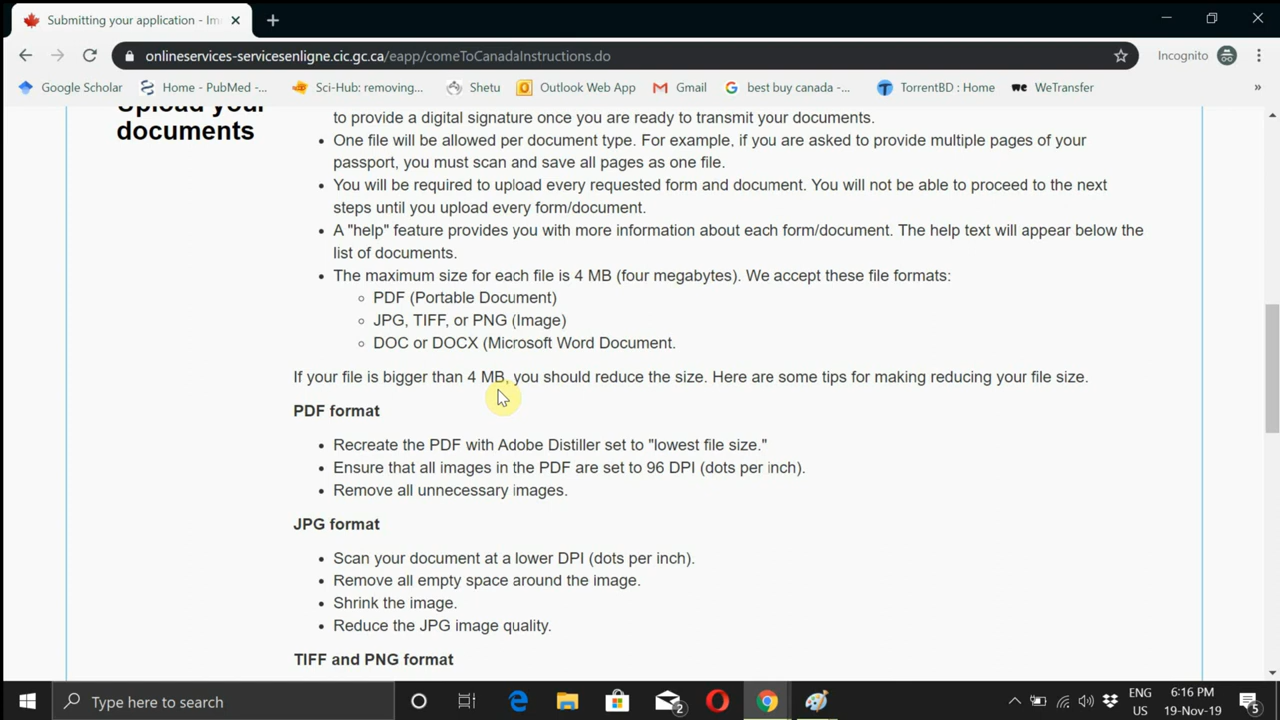 Submitting your application - Im
onlineservices-servicesenligne.cic.gc.ca/eapp/comeToCanadaInstructions.do
Incognito
Google Scholar
Home - PubMed - ...
Sci-Hub: removing...
Shetu
Outlook Web App
Gmail
best buy canada - ...
TorrentBD : Home
WeTransfer
»
Upload your
documents
to provide a digital signature once you are ready to transmit your documents.
• One file will be allowed per document type. For example, if you are asked to provide multiple pages of your
passport, you must scan and save all pages as one file.
• You will be required to upload every requested form and document. You will not be able to proceed to the next
steps until you upload every form/document.
• A "help" feature provides you with more information about each form/document. The help text will appear below the
list of documents.
• The maximum size for each file is 4 MB (four megabytes). We accept these file formats:
◦ PDF (Portable Document)
◦ JPG, TIFF, or PNG (Image)
◦ DOC or DOCX (Microsoft Word Document.
If your file is bigger than 4 MB, you should reduce the size. Here are some tips for making reducing your file size.
PDF format
• Recreate the PDF with Adobe Distiller set to "lowest file size."
• Ensure that all images in the PDF are set to 96 DPI (dots per inch).
• Remove all unnecessary images.
JPG format
• Scan your document at a lower DPI (dots per inch).
• Remove all empty space around the image.
• Shrink the image.
• Reduce the JPG image quality.
TIFF and PNG format
Type here to search
2
ENG
US
6:16 PM
19-Nov-19
5